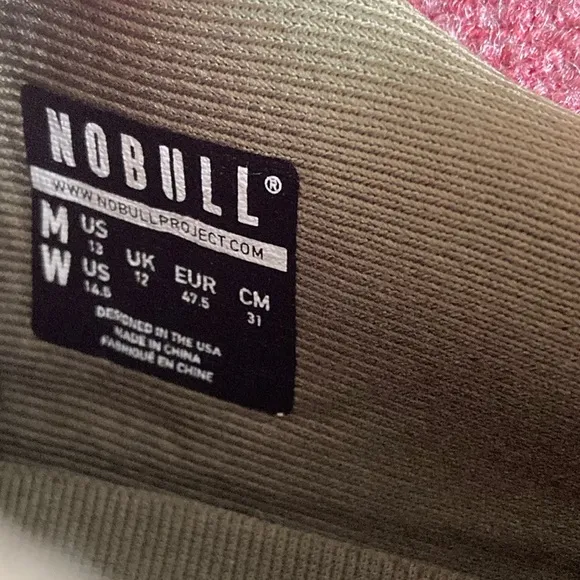 NOBULL®
WWW.NOBULLPROJECT.COM
M US 13 UK 12 EUR 47.5 CM 31
W US 14.5
DESIGNED IN THE USA
MADE IN CHINA
FABRIQUÉ EN CHINE